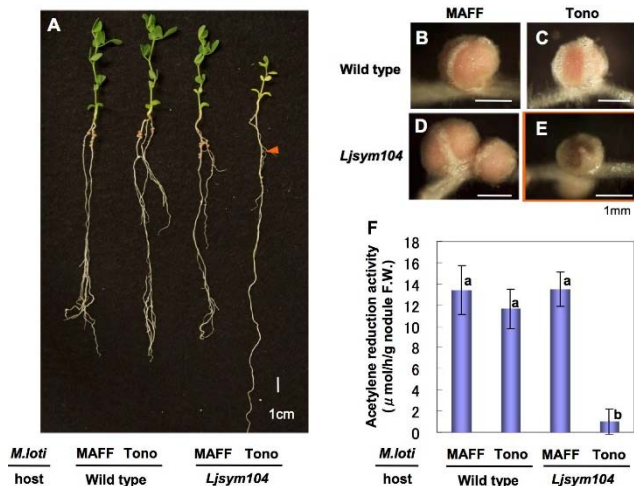 A
1cm
M.loti MAFF Tono MAFF Tono
host Wild type Ljsym104
MAFF Tono
Wild type B C
Ljsym104 D E
1mm
F
Acetylene reduction activity
(μ mol/h/g nodule F.W.)
18
16
14
12
10
8
6
4
2
0
a a a b
M.loti MAFF Tono MAFF Tono
host Wild type Ljsym104